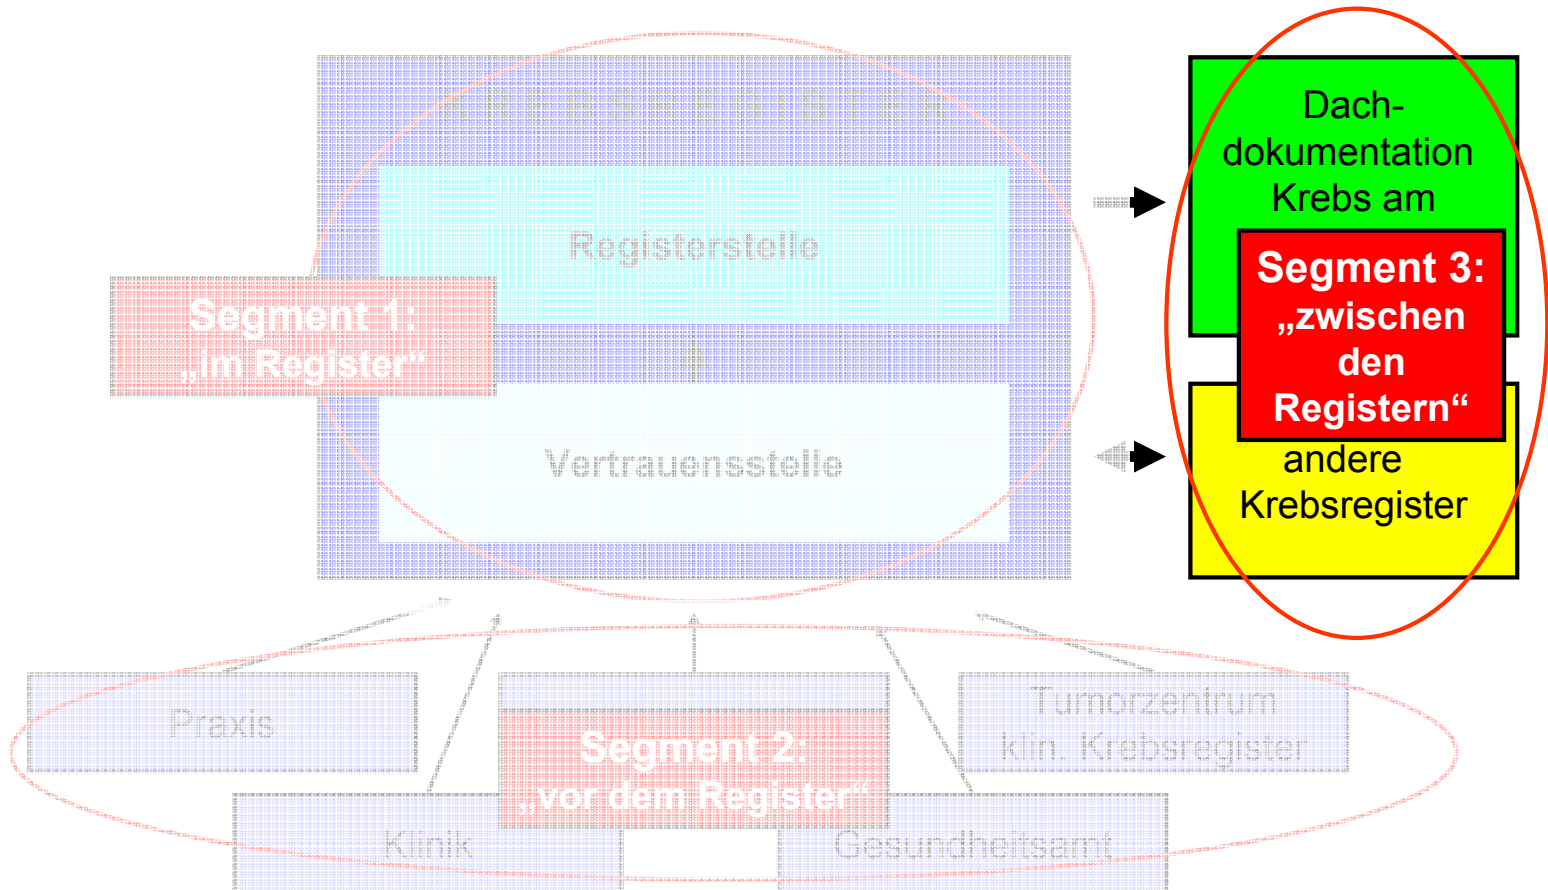 KREBSREGISTER
Registerstelle
Segment 1:
„im Register“
Vertrauensstelle
Dach-
dokumentation
Krebs am
Segment 3:
„zwischen
den
Registern“
andere
Krebsregister
Praxis
Segment 2:
„vor dem Register“
Tumorzentrum
klin. Krebsregister
Klinik
Gesundheitsamt